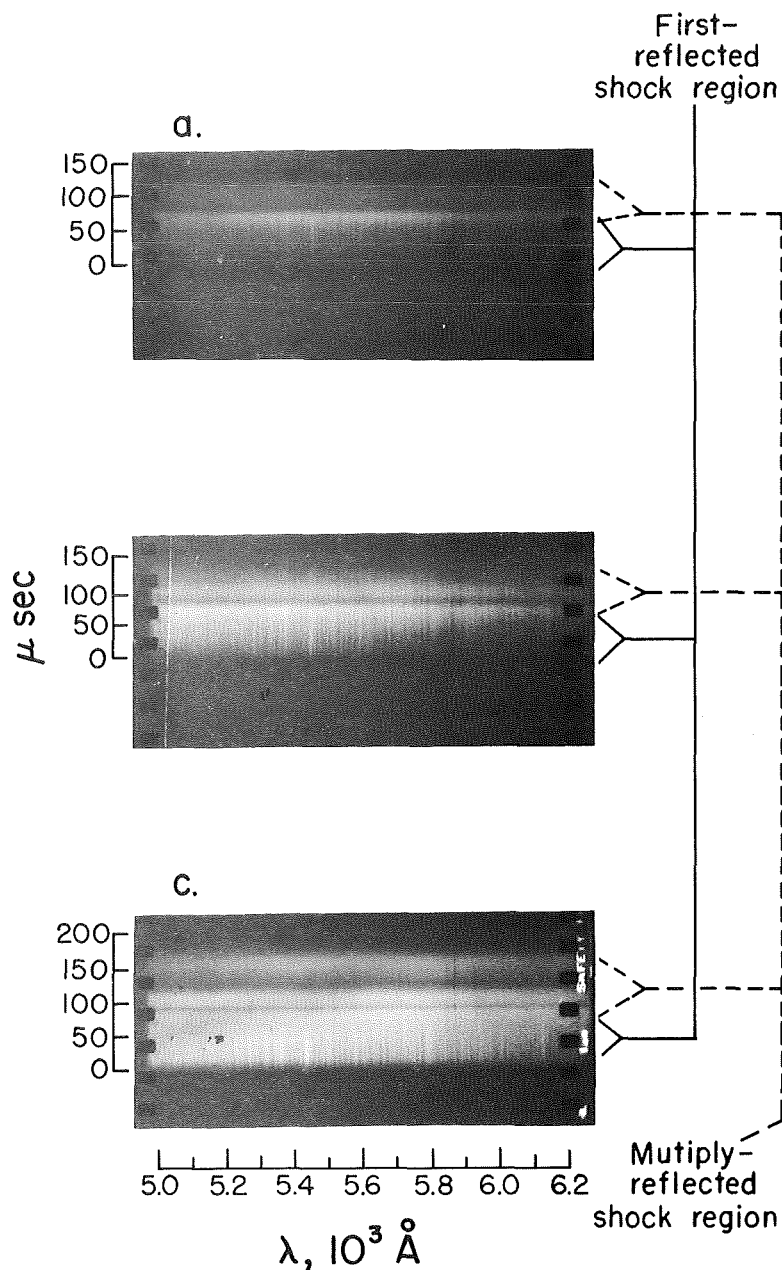 First-
reflected
shock region
a.
150
100
50
0
150
100
50
0
μ sec
c.
200
150
100
50
0
SAFETY
5.0 5.2 5.4 5.6 5.8 6.0 6.2
λ, 10³ Å
Mutiply-
reflected
shock region